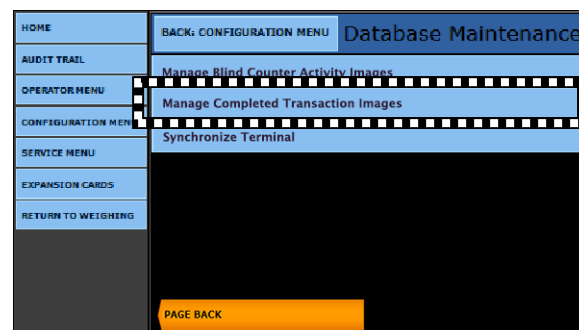 HOME
AUDIT TRAIL
OPERATOR MENU
CONFIGURATION MENU
SERVICE MENU
EXPANSION CARDS
RETURN TO WEIGHING
BACK: CONFIGURATION MENU
Database Maintenance
Manage Blind Counter Activity Images
Manage Completed Transaction Images
Synchronize Terminal
PAGE BACK